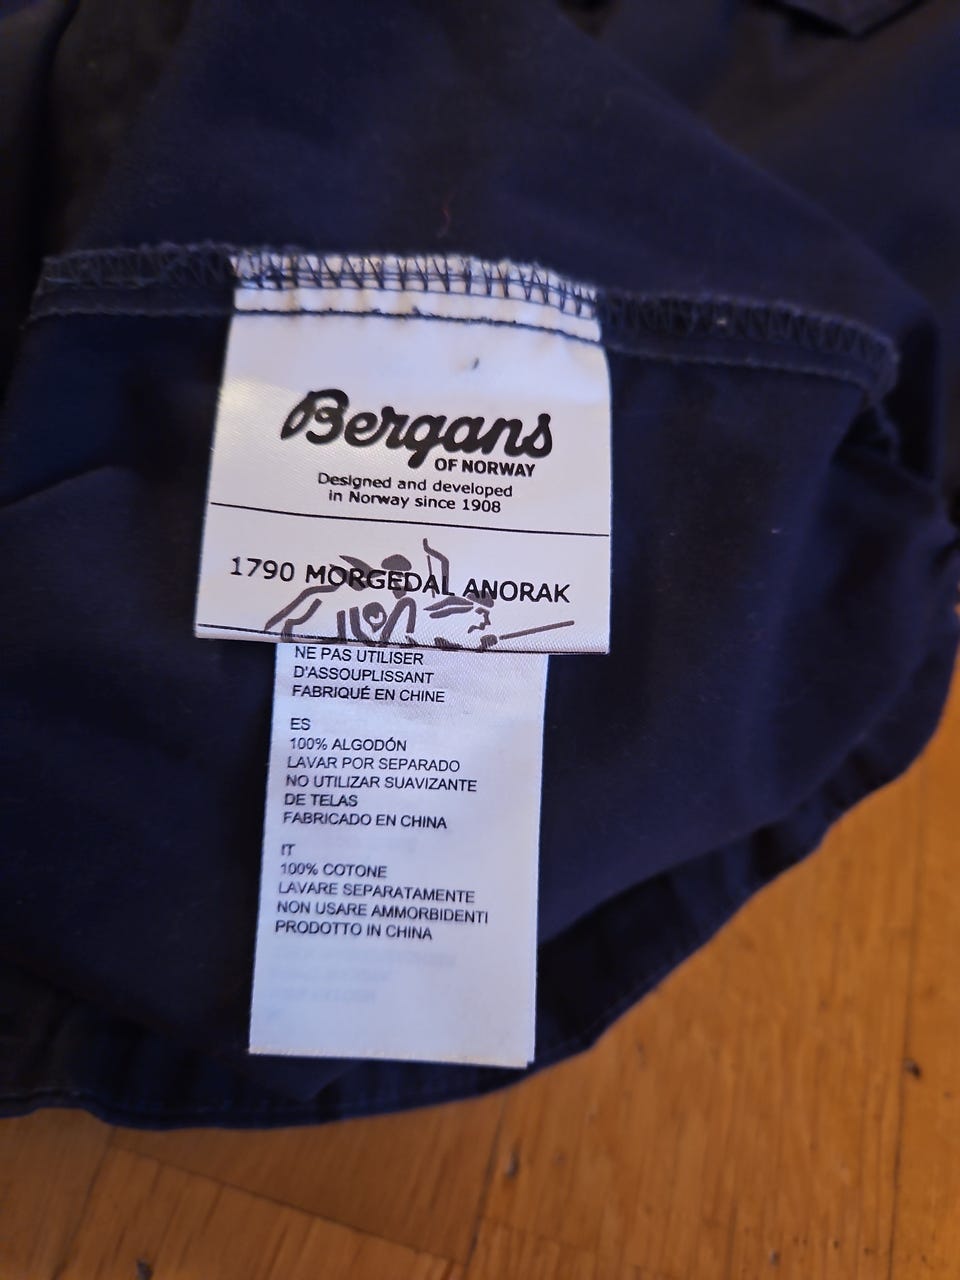 Bergans
OF NORWAY
Designed and developed
in Norway since 1908
1790 MORGEDAL ANORAK
NE PAS UTILISER
D'ASSOUPLISSANT
FABRIQUÉ EN CHINE
ES
100% ALGODÓN
LAVAR POR SEPARADO
NO UTILIZAR SUAVIZANTE
DE TELAS
FABRICADO EN CHINA
IT
100% COTONE
LAVARE SEPARATAMENTE
NON USARE AMMORBIDENTI
PRODOTTO IN CHINA